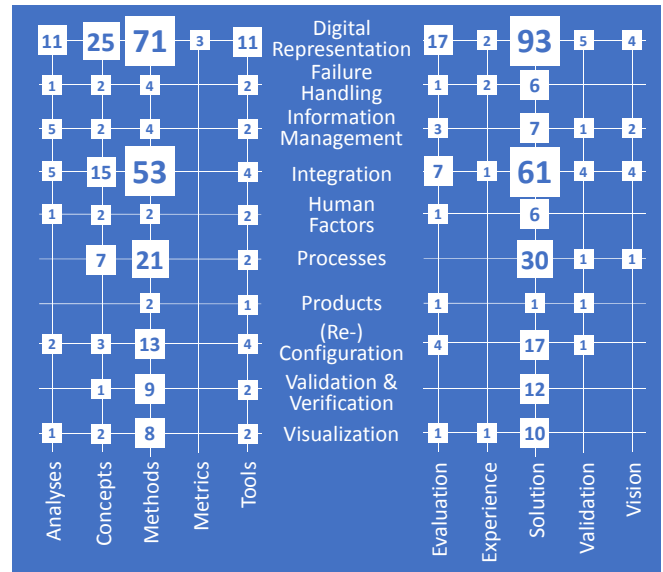 Digital
11 25 71 3 11 Representation 17 2 93 5 4
Failure
1 2 4 2 Handling 1 2 6
Information
5 2 4 2 Management 3 7 1 2
5 15 53 4 Integration 7 1 61 4 4
Human
1 2 2 2 Factors 1 6
7 21 2 Processes 30 1 1
2 1 Products 1 1 1
(Re-)
2 3 13 4 Configuration 4 17 1
Validation &
1 9 2 Verification 12
1 2 8 2 Visualization 1 1 10
Analyses
Concepts
Methods
Metrics
Tools
Evaluation
Experience
Solution
Validation
Vision